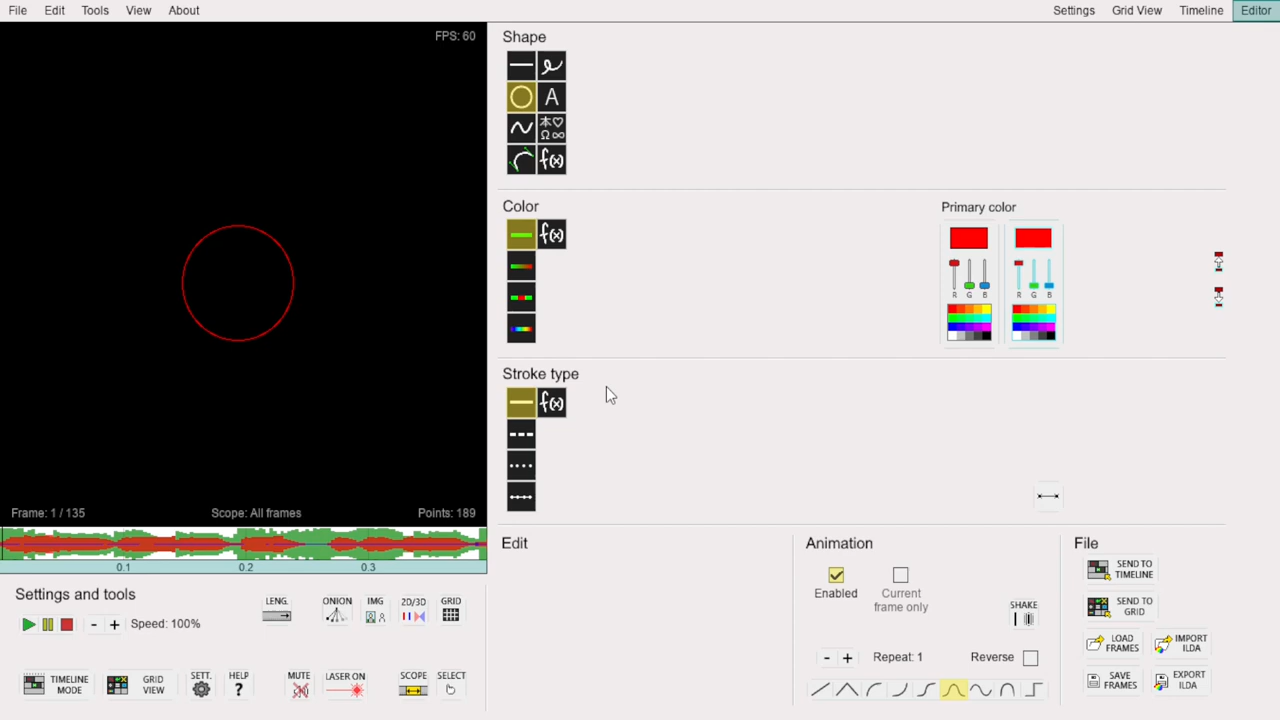 File Edit Tools View About Settings Grid View Timeline Editor
FPS: 60
Shape
A
本♡
Ω∞
f(x)
Color
f(x)
Primary color
R G B R G B
Stroke type
f(x)
Frame: 1 / 135 Scope: All frames Points: 189
0.1 0.2 0.3
Settings and tools
Speed: 100%
LENG. ONION IMG 2D/3D GRID
TIMELINE MODE
GRID VIEW
SETT.
HELP
?
MUTE
LASER ON
SCOPE
SELECT
Edit
Animation
Enabled
Current
frame only
SHAKE
- + Repeat: 1 Reverse
File
SEND TO
TIMELINE
SEND TO
GRID
LOAD
FRAMES
IMPORT
ILDA
SAVE
FRAMES
EXPORT
ILDA